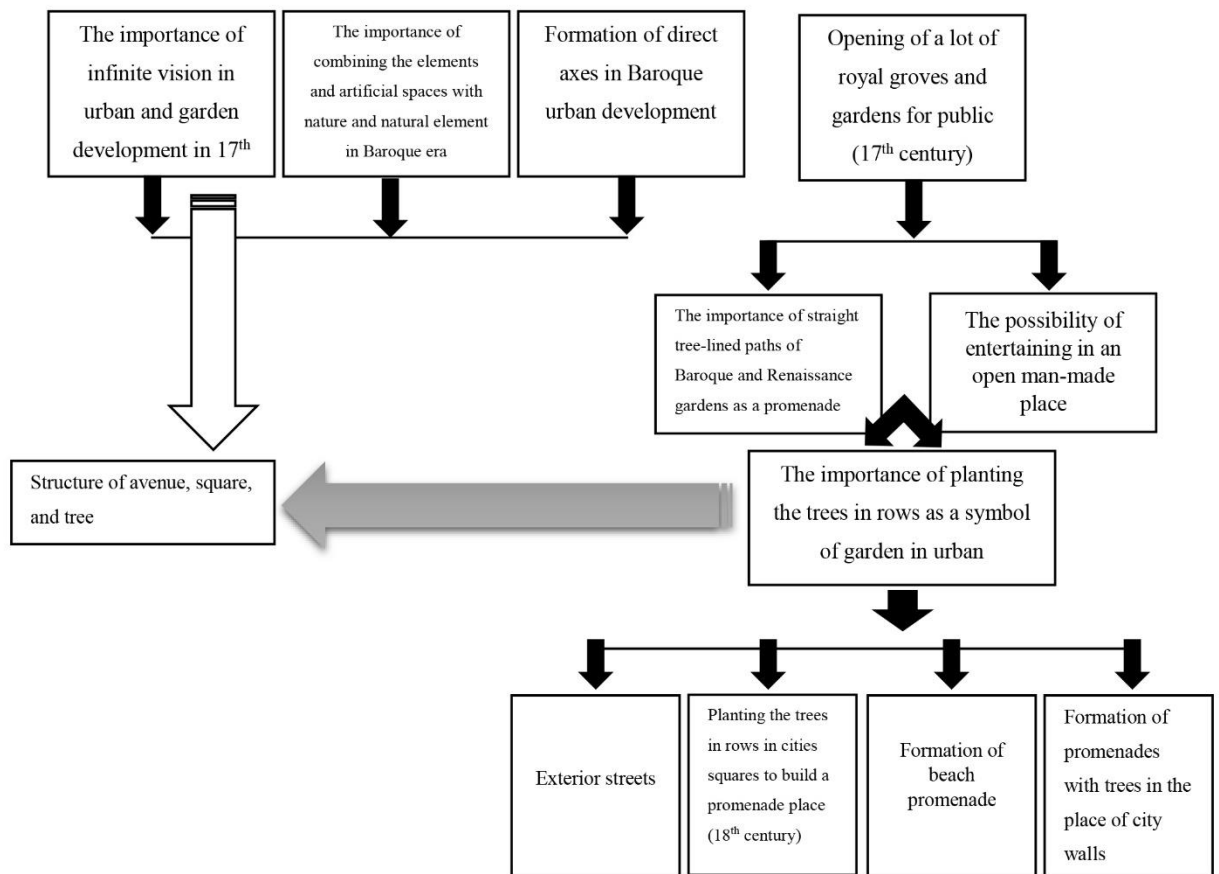 The importance of
infinite vision in
urban and garden
development in 17th
The importance of
combining the elements
and artificial spaces with
nature and natural element
in Baroque era
Formation of direct
axes in Baroque
urban development
Opening of a lot of
royal groves and
gardens for public
(17th century)
The importance of straight
tree-lined paths of
Baroque and Renaissance
gardens as a promenade
The possibility of
entertaining in an
open man-made
place
Structure of avenue, square,
and tree
The importance of planting
the trees in rows as a symbol
of garden in urban
Exterior streets
Planting the trees
in rows in cities
squares to build a
promenade place
(18th century)
Formation of
beach
promenade
Formation of
promenades
with trees in the
place of city
walls